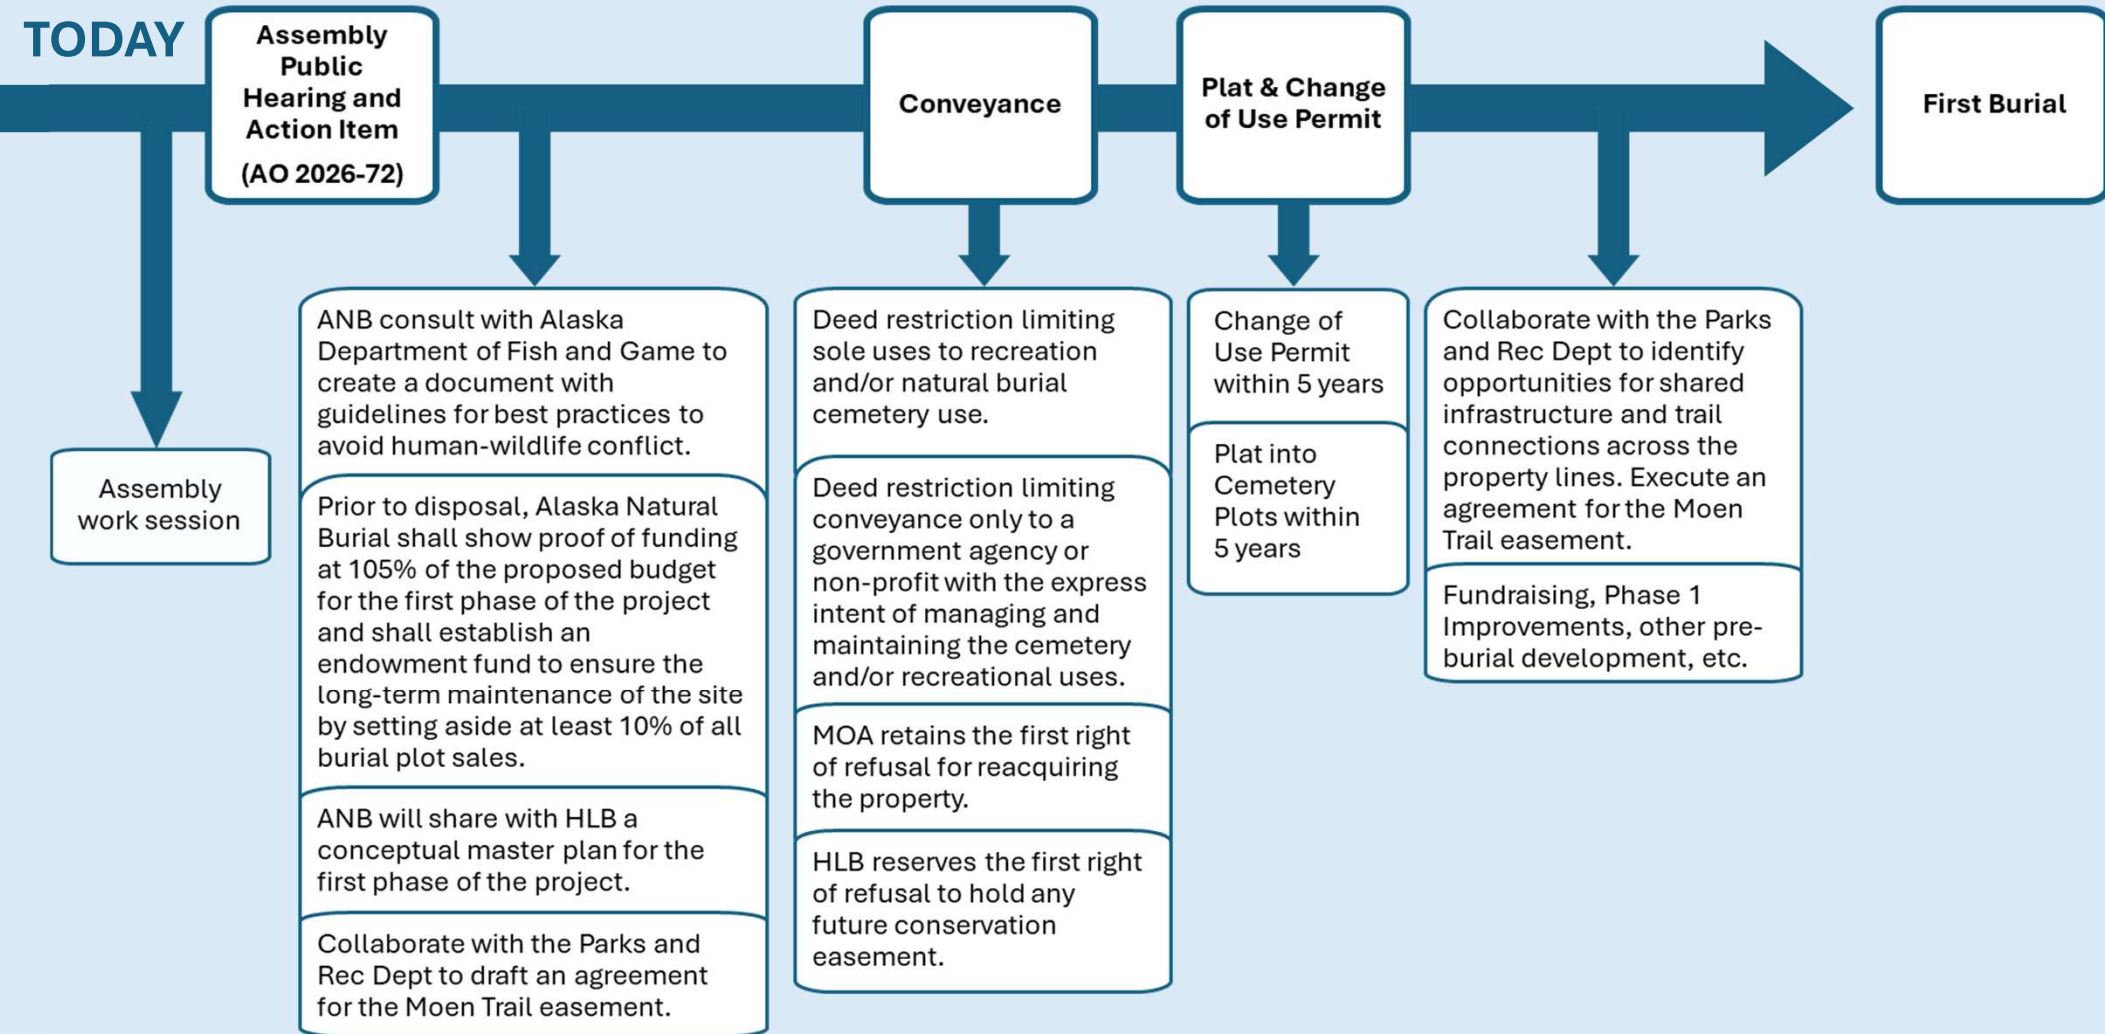 TODAY
Assembly
Public
Hearing and
Action Item
(AO 2026-72)
Conveyance
Plat & Change
of Use Permit
First Burial
Assembly
work session
ANB consult with Alaska
Department of Fish and Game to
create a document with
guidelines for best practices to
avoid human-wildlife conflict.
Prior to disposal, Alaska Natural
Burial shall show proof of funding
at 105% of the proposed budget
for the first phase of the project
and shall establish an
endowment fund to ensure the
long-term maintenance of the site
by setting aside at least 10% of all
burial plot sales.
ANB will share with HLB a
conceptual master plan for the
first phase of the project.
Collaborate with the Parks and
Rec Dept to draft an agreement
for the Moen Trail easement.
Deed restriction limiting
sole uses to recreation
and/or natural burial
cemetery use.
Deed restriction limiting
conveyance only to a
government agency or
non-profit with the express
intent of managing and
maintaining the cemetery
and/or recreational uses.
MOA retains the first right
of refusal for reacquiring
the property.
HLB reserves the first right
of refusal to hold any
future conservation
easement.
Change of
Use Permit
within 5 years
Plat into
Cemetery
Plots within
5 years
Collaborate with the Parks
and Rec Dept to identify
opportunities for shared
infrastructure and trail
connections across the
property lines. Execute an
agreement for the Moen
Trail easement.
Fundraising, Phase 1
Improvements, other pre-
burial development, etc.